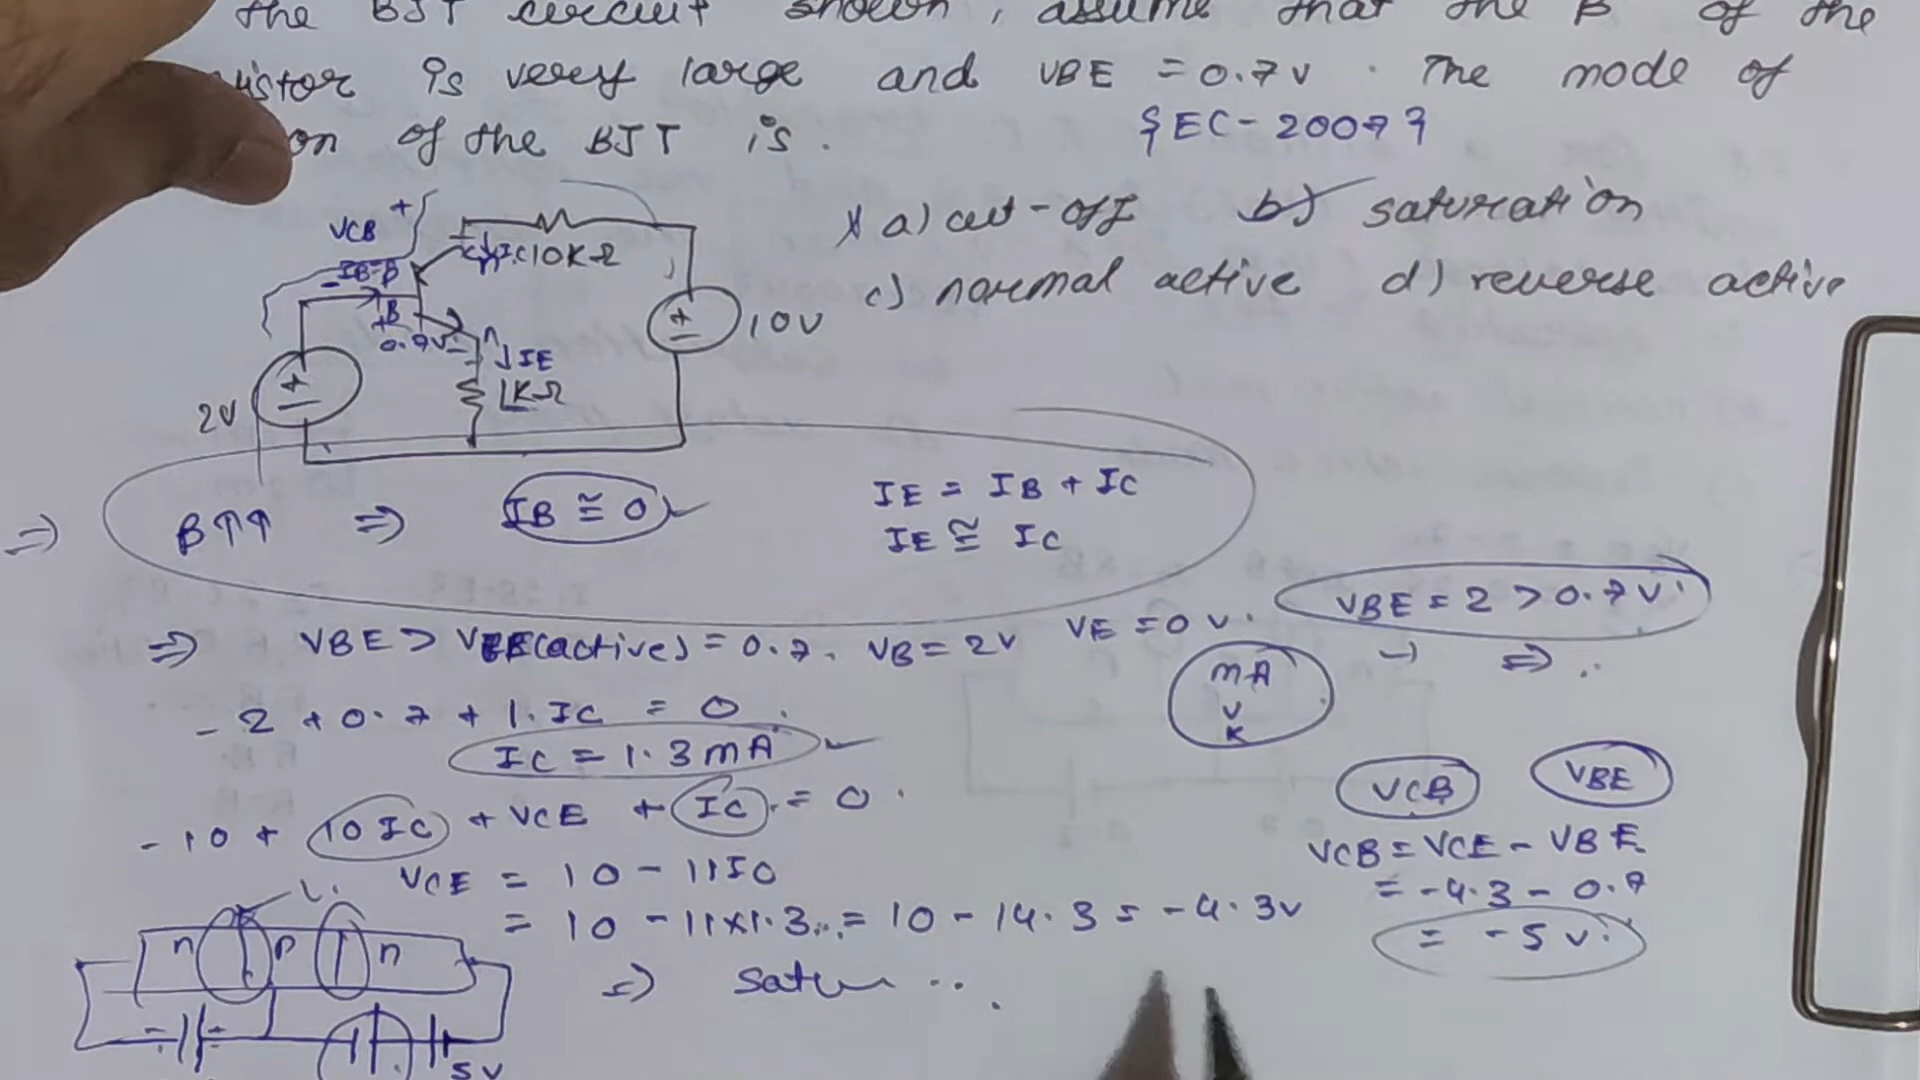 the BJT circuit shown, assume that the β of the
istor is very large and VBE = 0.7V. The mode of
on of the BJT is. {EC-2007}
a) cut-off b) saturation
c) normal active d) reverse active
VCB +
IC 10KΩ
IB
B
+ 0.7V -
IE
1KΩ
10V
2V
β↑↑ ⇒ IB ≅ 0 IE = IB + IC
IE ≅ IC
VBE = 2 > 0.7V.
⇒ VBE > VBE(active) = 0.7. VB = 2V VE = 0V.
mA
V
K
-2 + 0.7 + 1.IC = 0.
IC = 1.3mA
VCB VBE
-10 + 10IC + VCE + IC = 0.
VCE = 10 - 11IC
= 10 - 11x1.3 = 10 - 14.3 = -4.3V
VCB = VCE - VBE
= -4.3 - 0.7
= -5V.
n p n
⇒ Satu
5V